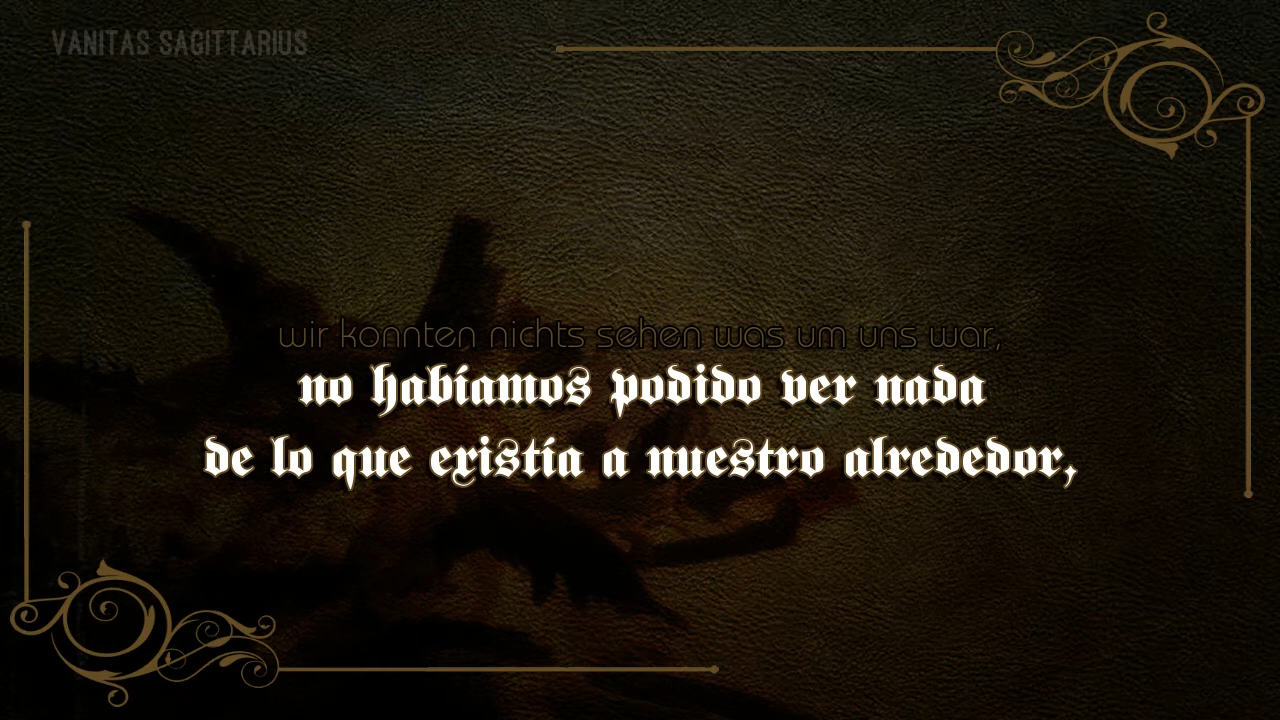 VANITAS SAGITTARIUS
wir konnten nichts sehen was um uns war,
no habíamos podido ver nada
de lo que existía a nuestro alrededor,